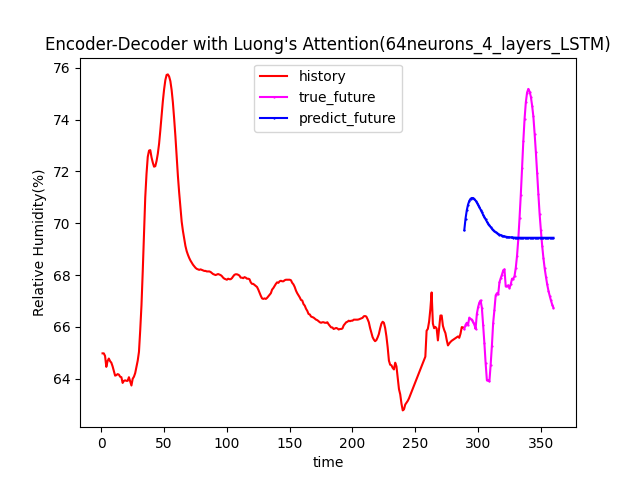 Encoder-Decoder with Luong's Attention(64neurons_4_layers_LSTM)
history
true_future
predict_future
Relative Humidity(%)
76
74
72
70
68
66
64
0 50 100 150 200 250 300 350
time